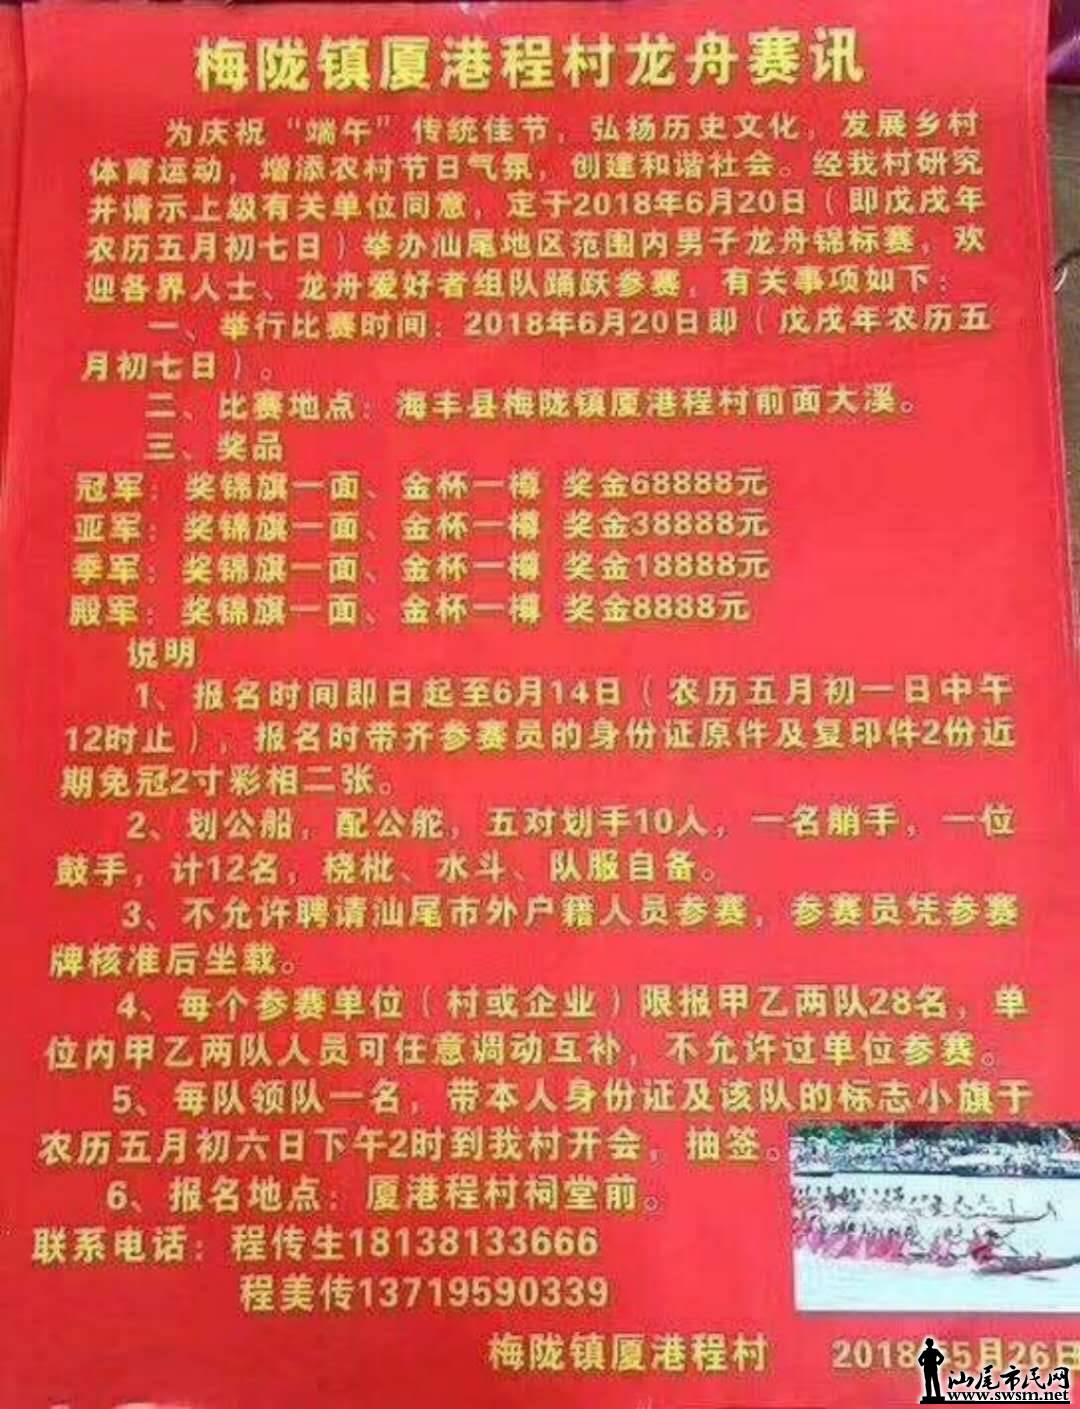 梅陇镇厦港程村龙舟赛讯
为庆祝“端午”传统佳节，弘扬历史文化，发展乡村
体育运动，增添农村节日气氛，创建和谐社会。经我村研究
并请示上级有关单位同意，定于2018年6月20日（即戊戌年
农历五月初七日）举办汕尾地区范围内男子龙舟锦标赛，欢
迎各界人士、龙舟爱好者组队踊跃参赛，有关事项如下：
一、举行比赛时间：2018年6月20日即（戊戌年农历五
月初七日）。
二、比赛地点：海丰县梅陇镇厦港程村前面大溪。
三、奖品
冠军：奖锦旗一面、金杯一樽 奖金68888元
亚军：奖锦旗一面、金杯一樽 奖金38888元
季军：奖锦旗一面、金杯一樽 奖金18888元
殿军：奖锦旗一面、金杯一樽 奖金8888元
说明
1、报名时间即日起至6月14日（农历五月初一日中午
12时止），报名时带齐参赛员的身份证原件及复印件2份近
期免冠2寸彩相二张。
2、划公船，配公舵，五对划手10人，一名艄手，一位
鼓手，计12名，桡枇、水斗、队服自备。
3、不允许聘请汕尾市外户籍人员参赛，参赛员凭参赛
牌核准后坐载。
4、每个参赛单位（村或企业）限报甲乙两队28名，单
位内甲乙两队人员可任意调动互补，不允许过单位参赛。
5、每队领队一名，带本人身份证及该队的标志小旗于
农历五月初六日下午2时到我村开会，抽签。
6、报名地点：厦港程村祠堂前。
联系电话：程传生18138133666
程美传13719590339
梅陇镇厦港程村 2018年5月26日
汕尾市民网
www.swsm.net